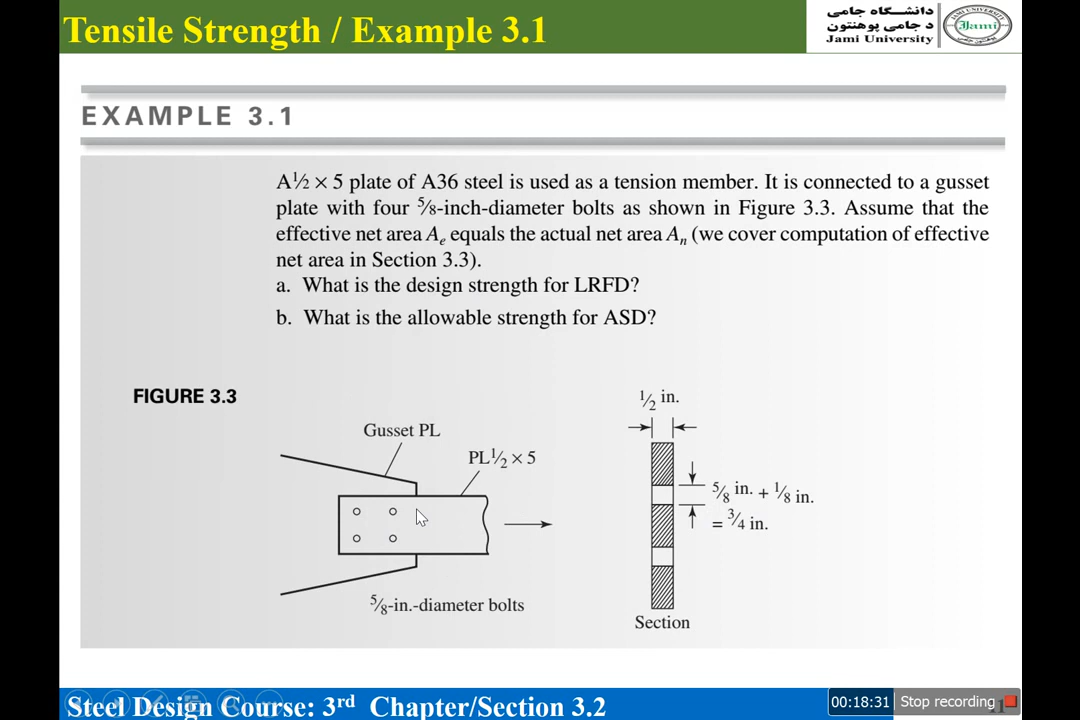 Tensile Strength / Example 3.1
دانشگاه جامی
د جامی پوهنتون
Jami University
EXAMPLE 3.1
A ½ × 5 plate of A36 steel is used as a tension member. It is connected to a gusset
plate with four ⅝-inch-diameter bolts as shown in Figure 3.3. Assume that the
effective net area Ae equals the actual net area An (we cover computation of effective
net area in Section 3.3).
a. What is the design strength for LRFD?
b. What is the allowable strength for ASD?
FIGURE 3.3
½ in.
Gusset PL
PL½ × 5
⅝ in. + ⅛ in.
= ¾ in.
⅝-in.-diameter bolts
Section
Steel Design Course: 3rd Chapter/Section 3.2
00:18:31 Stop recording